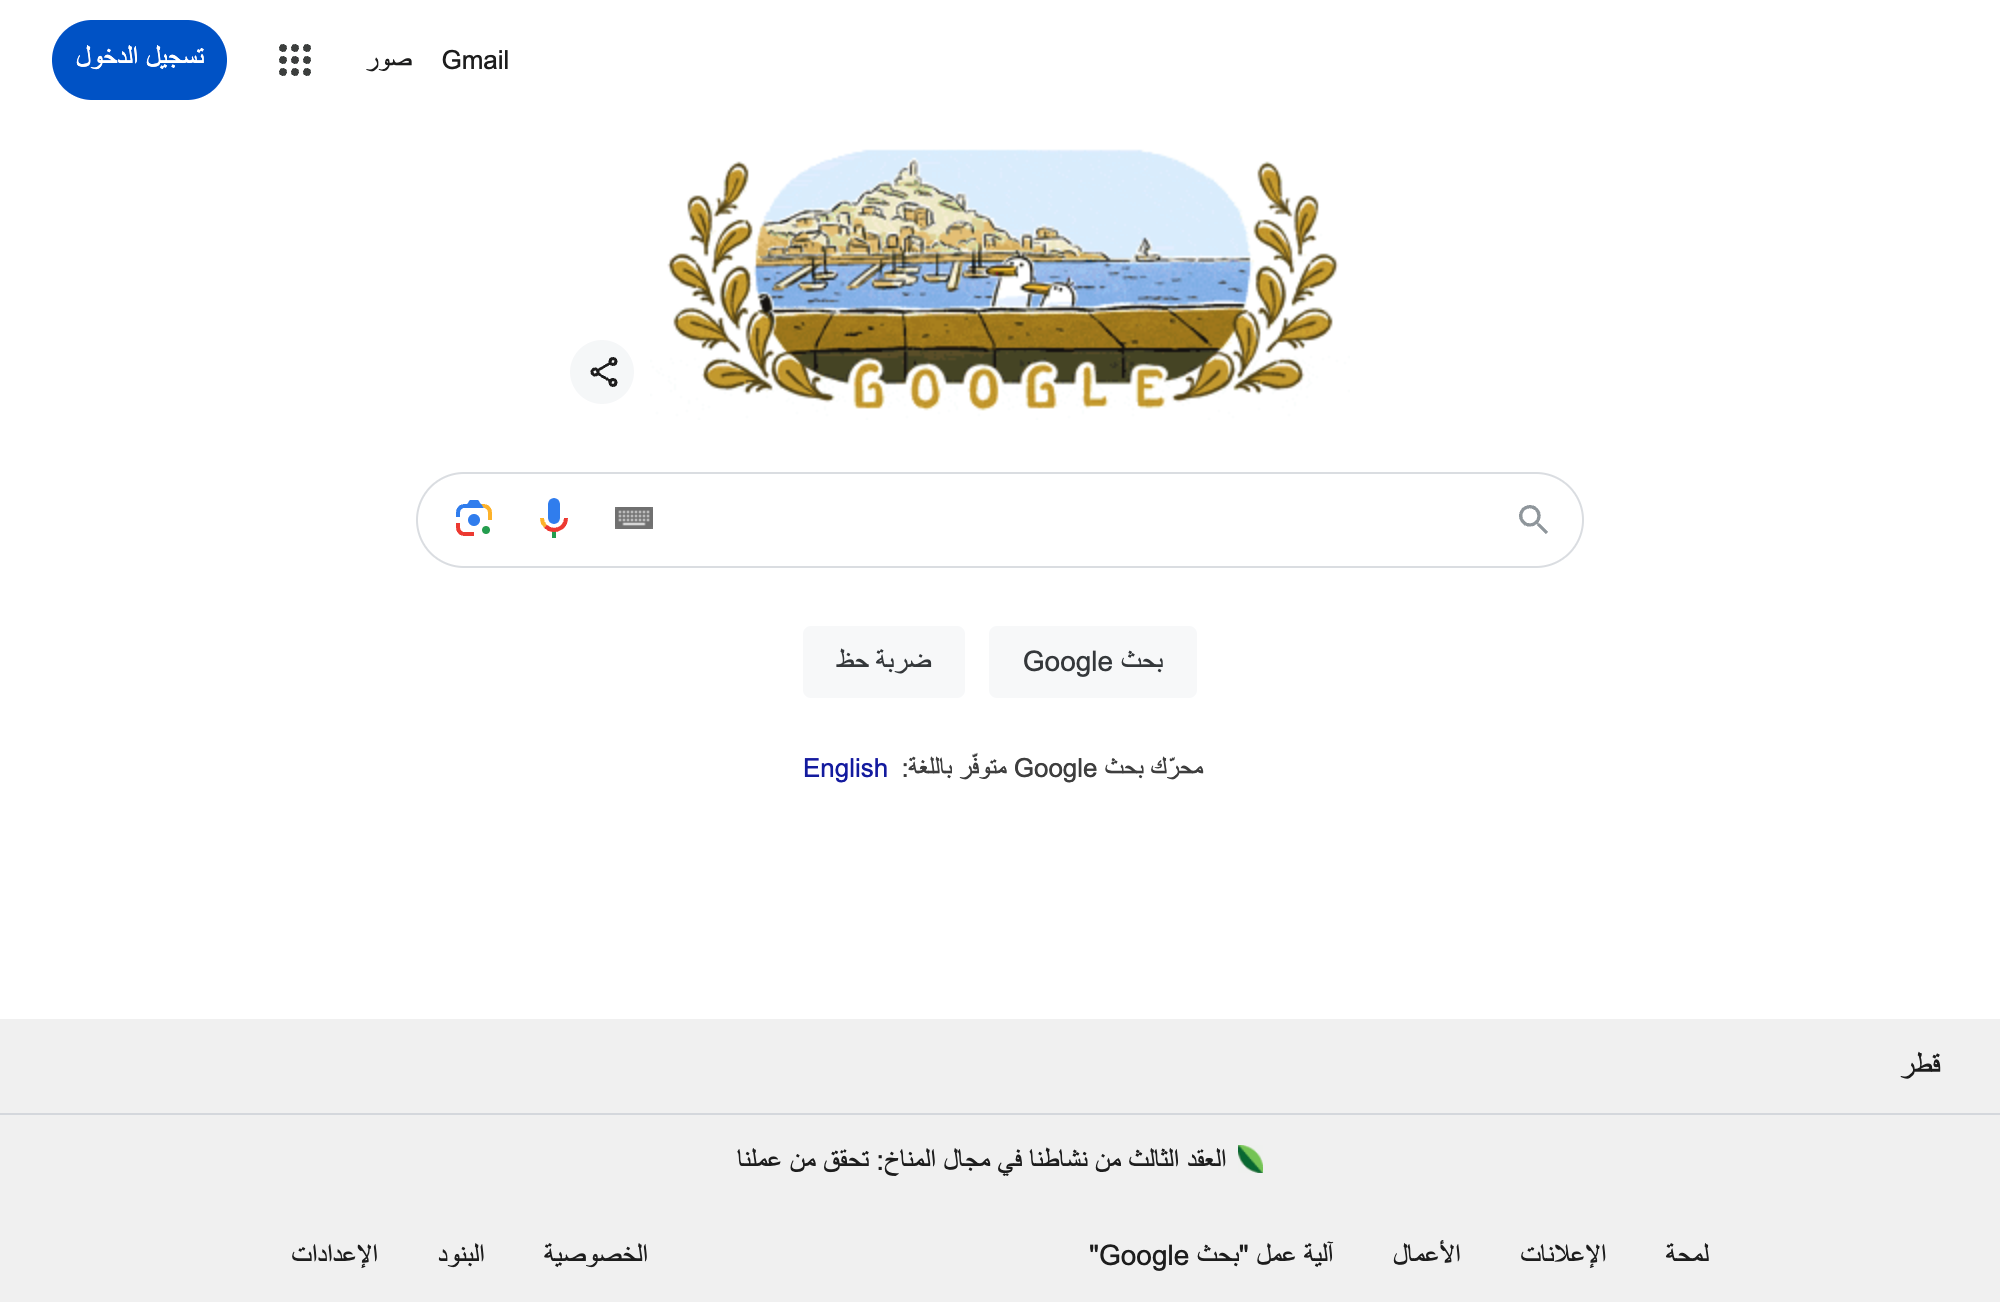 Gmail
صور
تسجيل الدخول
GOOGLE
بحث Google
ضربة حظ
محرّك بحث Google متوفّر باللغة: English
قطر
العقد الثالث من نشاطنا في مجال المناخ: تحقق من عملنا
لمحة
الإعلانات
الأعمال
آلية عمل "بحث Google"
الخصوصية
البنود
الإعدادات